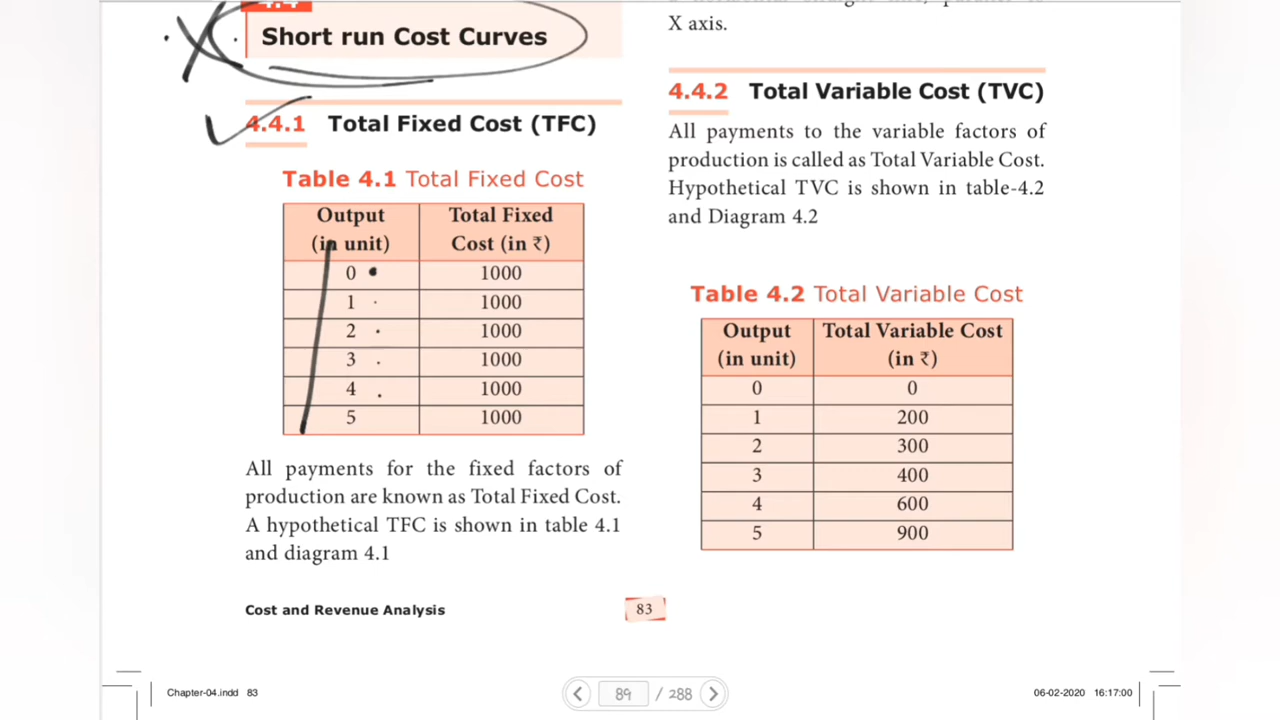 4.4
Short run Cost Curves
4.4.1 Total Fixed Cost (TFC)
Table 4.1 Total Fixed Cost
Output (in unit) Total Fixed Cost (in ₹)
0 1000
1 1000
2 1000
3 1000
4 1000
5 1000
All payments for the fixed factors of
production are known as Total Fixed Cost.
A hypothetical TFC is shown in table 4.1
and diagram 4.1
X axis.
4.4.2 Total Variable Cost (TVC)
All payments to the variable factors of
production is called as Total Variable Cost.
Hypothetical TVC is shown in table-4.2
and Diagram 4.2
Table 4.2 Total Variable Cost
Output (in unit) Total Variable Cost (in ₹)
0 0
1 200
2 300
3 400
4 600
5 900
Cost and Revenue Analysis
83
Chapter-04.indd 83
89 / 288
06-02-2020 16:17:00